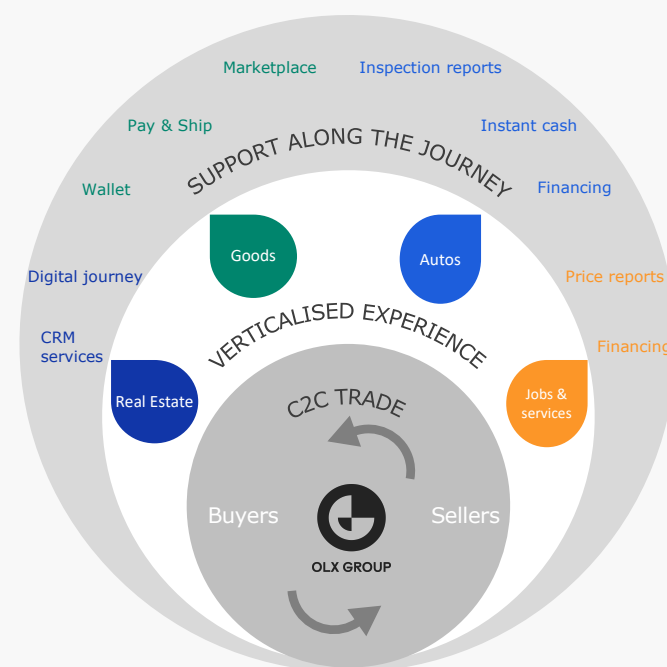 Marketplace
Inspection reports
Pay & Ship
Instant cash
SUPPORT ALONG THE JOURNEY
Wallet
Financing
Goods
Autos
Digital journey
Price reports
VERTICALISED EXPERIENCE
CRM
services
Financing
Real Estate
Jobs &
services
C2C TRADE
Buyers
Sellers
OLX GROUP